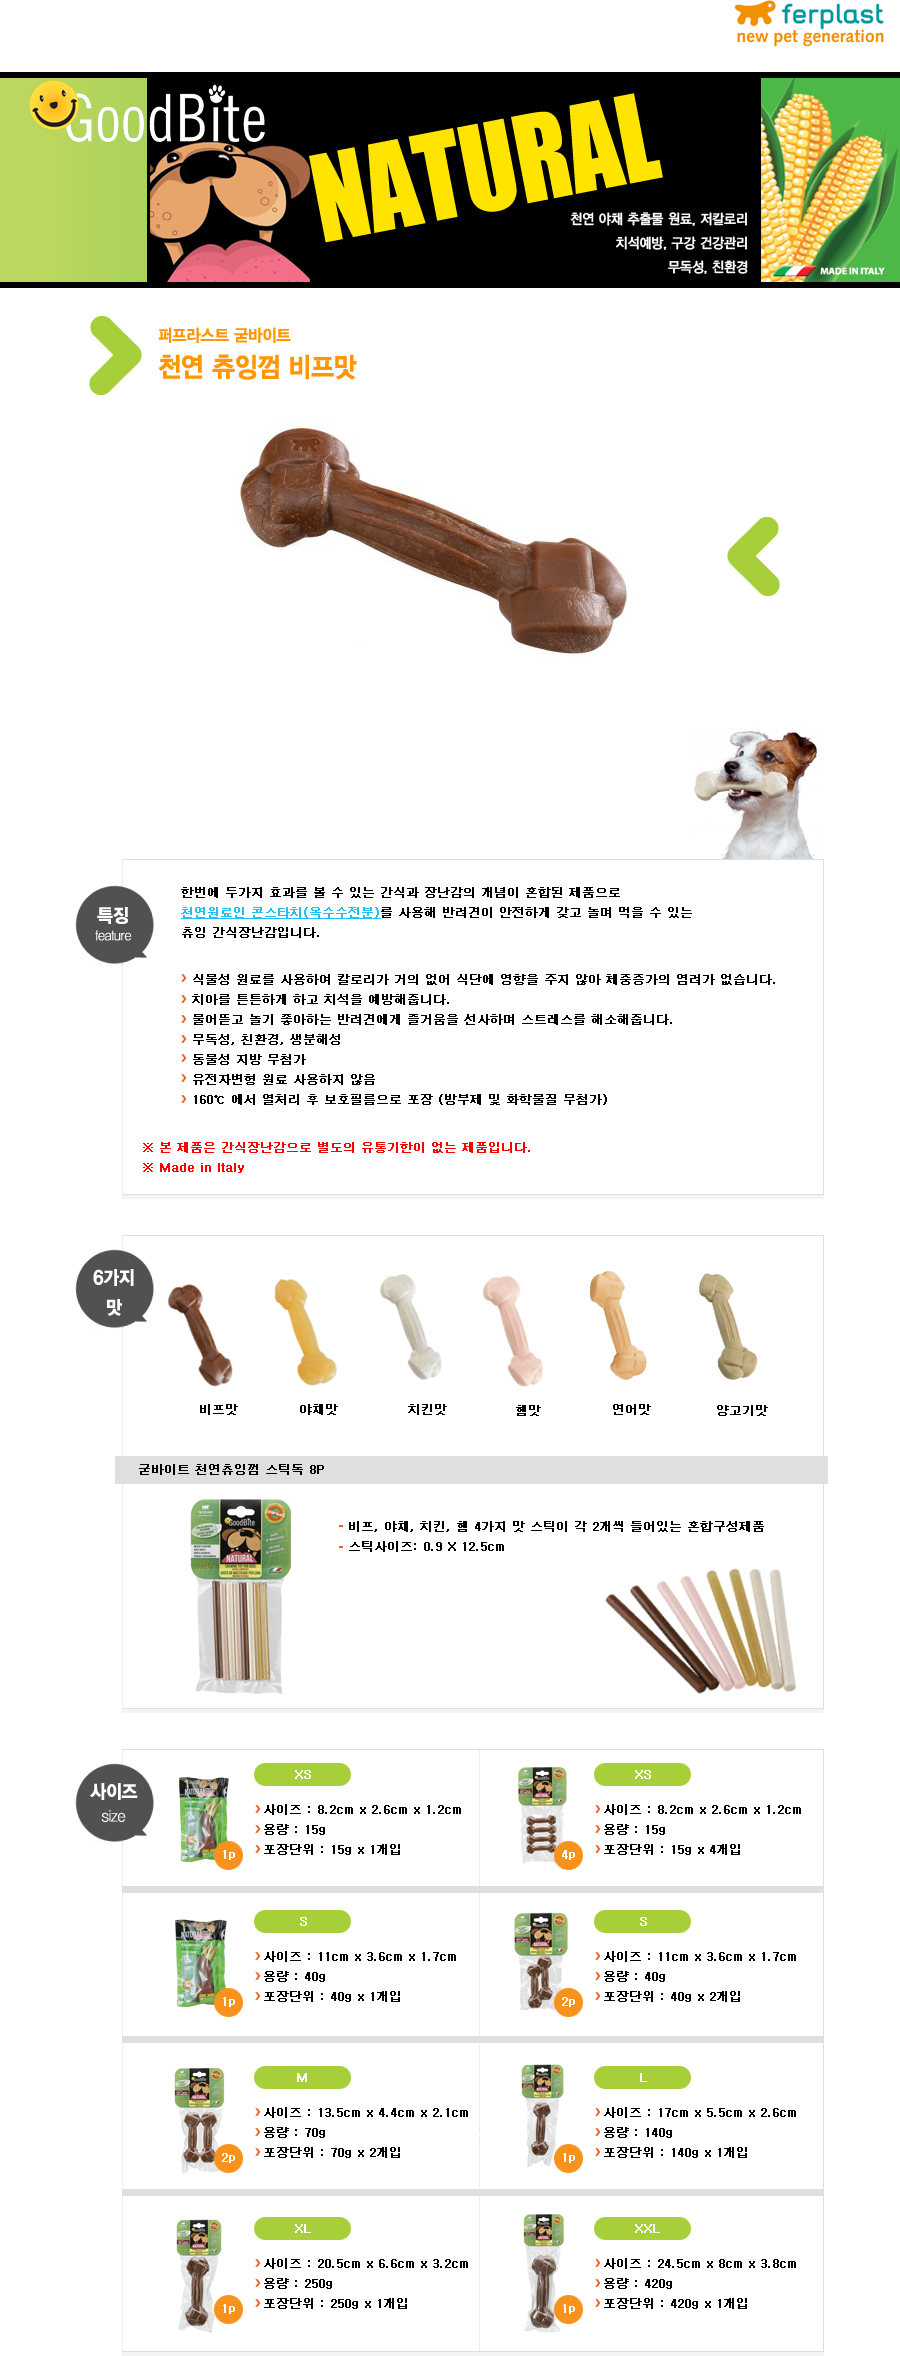 ferplast
new pet generation
GoodBite
NATURAL
천연 야채 추출물 원료, 저칼로리
치석예방, 구강 건강관리
무독성, 친환경
MADE IN ITALY
퍼프라스트 굳바이트
천연 츄잉껌 비프맛
한번에 두가지 효과를 볼 수 있는 간식과 장난감의 개념이 혼합된 제품으로
천연원료인 콘스타치(옥수수전분)를 사용해 반려견이 안전하게 갖고 놀며 먹을 수 있는
츄잉 간식장난감입니다.
특징
feature
식물성 원료를 사용하여 칼로리가 거의 없어 식단에 영향을 주지 않아 체중증가의 염려가 없습니다.
치아를 튼튼하게 하고 치석을 예방해줍니다.
물어뜯고 놀기 좋아하는 반려견에게 즐거움을 선사하며 스트레스를 해소해줍니다.
무독성, 친환경, 생분해성
동물성 지방 무첨가
유전자변형 원료 사용하지 않음
160℃ 에서 열처리 후 보호필름으로 포장 (방부제 및 화학물질 무첨가)
※ 본 제품은 간식장난감으로 별도의 유통기한이 없는 제품입니다.
※ Made in Italy
6가지
맛
비프맛 야채맛 치킨맛 햄맛 연어맛 양고기맛
굳바이트 천연츄잉껌 스틱독 8P
GoodBite
NATURAL
- 비프, 야채, 치킨, 햄 4가지 맛 스틱이 각 2개씩 들어있는 혼합구성제품
- 스틱사이즈: 0.9 X 12.5cm
사이즈
size
XS
사이즈 : 8.2cm x 2.6cm x 1.2cm
용량 : 15g
포장단위 : 15g x 1개입
1p
XS
사이즈 : 8.2cm x 2.6cm x 1.2cm
용량 : 15g
포장단위 : 15g x 4개입
4p
S
사이즈 : 11cm x 3.6cm x 1.7cm
용량 : 40g
포장단위 : 40g x 1개입
1p
S
사이즈 : 11cm x 3.6cm x 1.7cm
용량 : 40g
포장단위 : 40g x 2개입
2p
M
사이즈 : 13.5cm x 4.4cm x 2.1cm
용량 : 70g
포장단위 : 70g x 2개입
2p
L
사이즈 : 17cm x 5.5cm x 2.6cm
용량 : 140g
포장단위 : 140g x 1개입
1p
XL
사이즈 : 20.5cm x 6.6cm x 3.2cm
용량 : 250g
포장단위 : 250g x 1개입
1p
XXL
사이즈 : 24.5cm x 8cm x 3.8cm
용량 : 420g
포장단위 : 420g x 1개입
1p